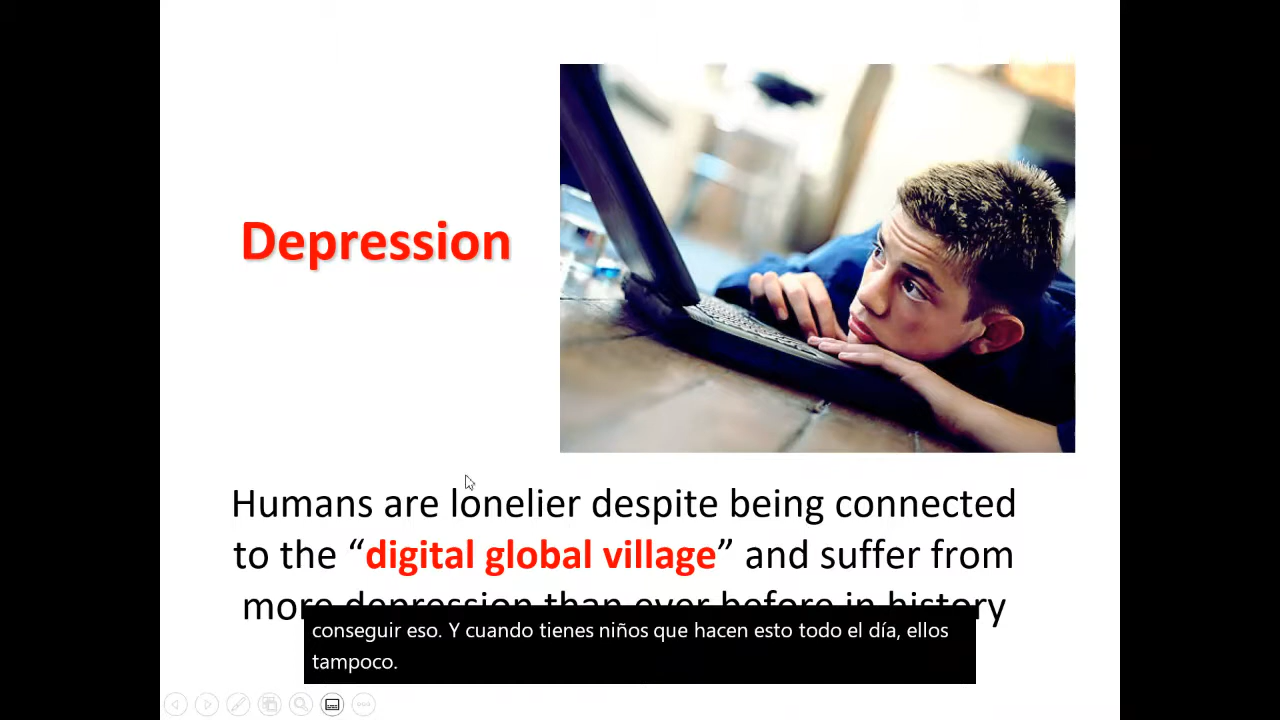 Depression
Humans are lonelier despite being connected
to the “digital global village” and suffer from
more depression than ever before in history
conseguir eso. Y cuando tienes niños que hacen esto todo el día, ellos
tampoco.